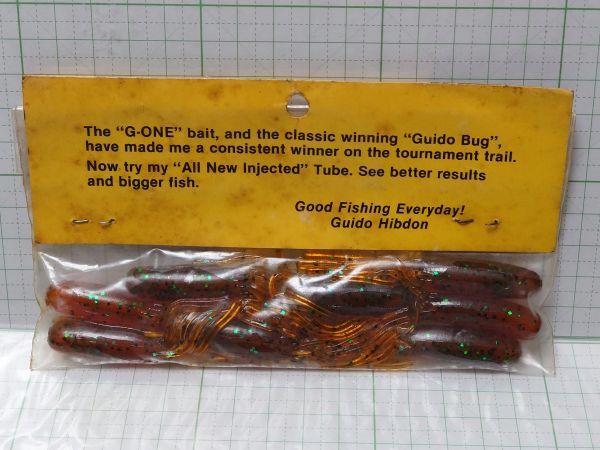 The "G-ONE" bait, and the classic winning "Guido Bug",
have made me a consistent winner on the tournament trail.
Now try my "All New Injected" Tube. See better results
and bigger fish.
Good Fishing Everyday!
Guido Hibdon